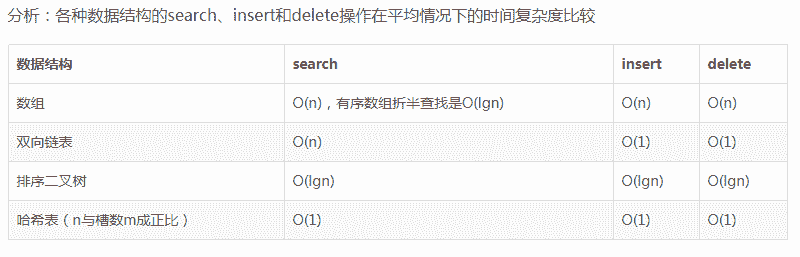 分析：各种数据结构的search、insert和delete操作在平均情况下的时间复杂度比较
数据结构 search insert delete
数组 O(n)，有序数组折半查找是O(lgn) O(n) O(n)
双向链表 O(n) O(1) O(1)
排序二叉树 O(lgn) O(lgn) O(lgn)
哈希表（n与槽数m成正比） O(1) O(1) O(1)